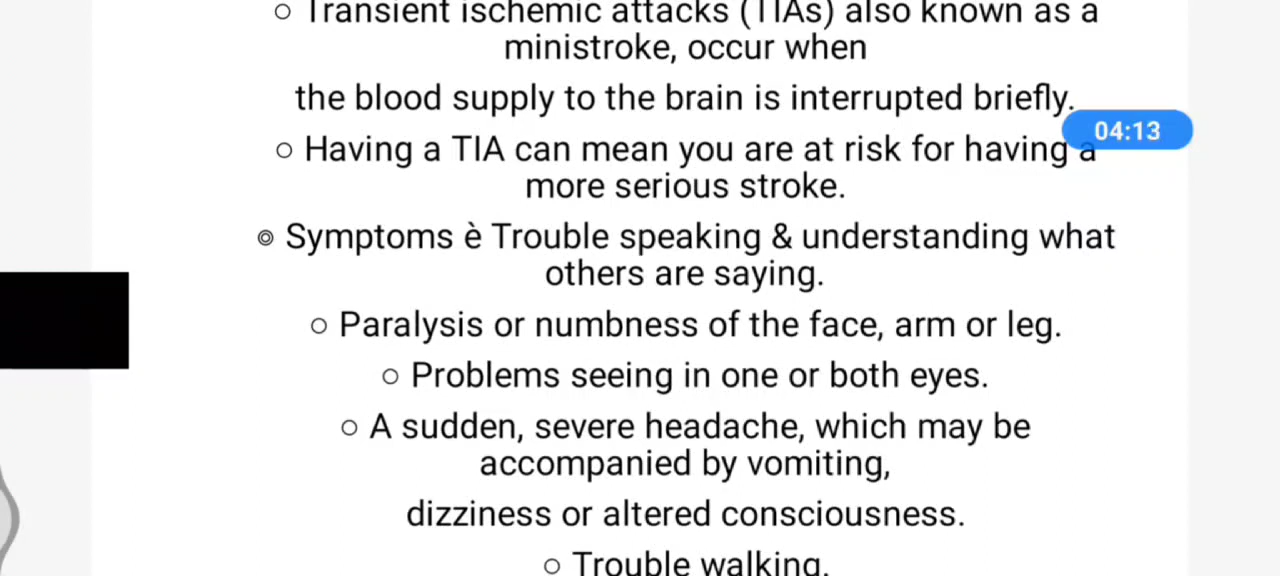 ○ Transient ischemic attacks (TIAs) also known as a
ministroke, occur when
the blood supply to the brain is interrupted briefly.
04:13
○ Having a TIA can mean you are at risk for having a
more serious stroke.
◎ Symptoms è Trouble speaking & understanding what
others are saying.
○ Paralysis or numbness of the face, arm or leg.
○ Problems seeing in one or both eyes.
○ A sudden, severe headache, which may be
accompanied by vomiting,
dizziness or altered consciousness.
○ Trouble walking.